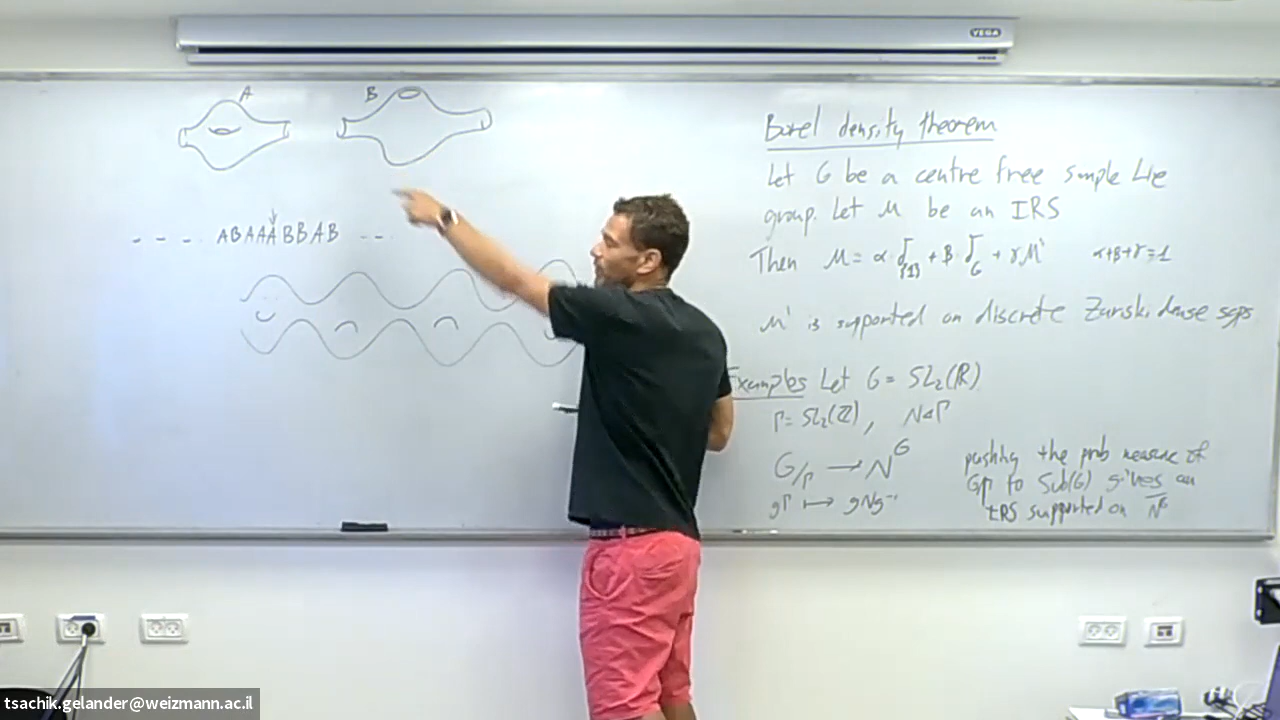 VEGA
A
B
- - - - ABAAABBAB - -
Borel density theorem
Let G be a centre free simple Lie
group. Let μ be an IRS
Then μ = α δ_{1} + β δ_G + γ μ' α+β+γ=1
μ' is supported on discrete Zariski dense sgps
Examples Let G = SL₂(ℝ)
Γ = SL₂(ℤ), N◁Γ
G/Γ → N^G
gΓ ↦ gNg⁻¹
pushing the prob measure of
G/Γ to Sub(G) gives an
IRS supported on N̄^G
tsachik.gelander@weizmann.ac.il